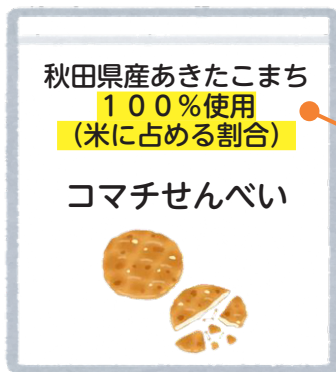 秋田県産あきたこまち
１００％使用
（米に占める割合）
コマチせんべい